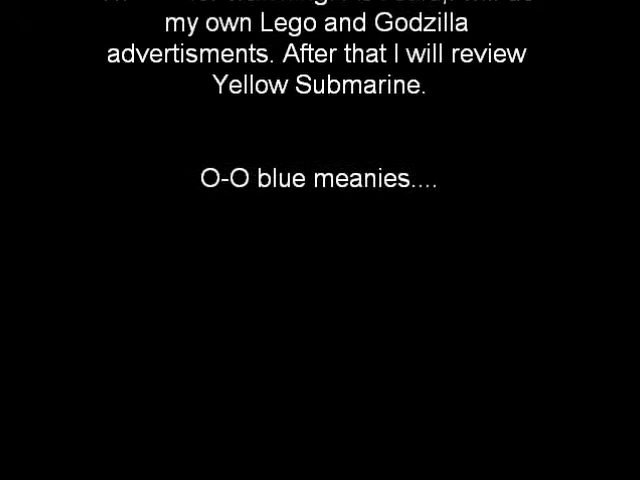 my own Lego and Godzilla
advertisments. After that I will review
Yellow Submarine.
O-O blue meanies....